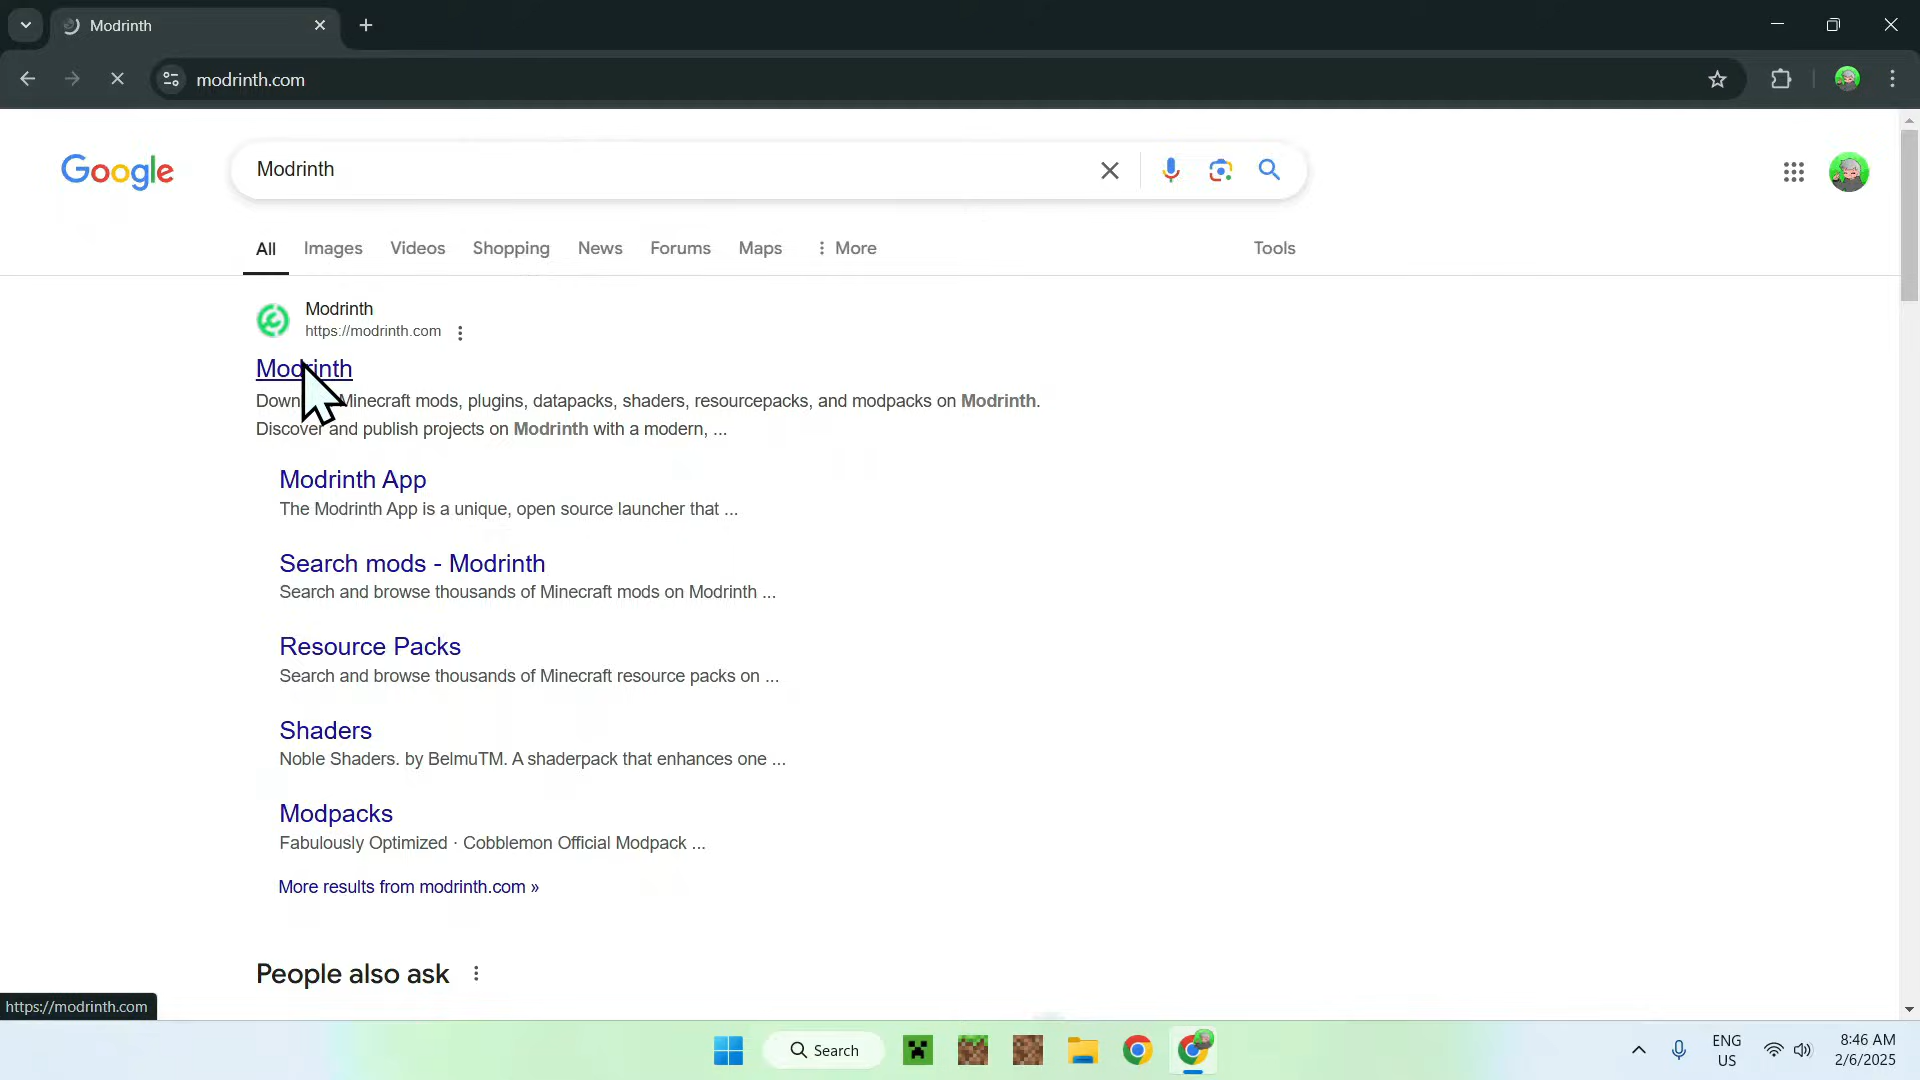 Modrinth
modrinth.com
Google
Modrinth
All Images Videos Shopping News Forums Maps More Tools
Modrinth
https://modrinth.com
Modrinth
Minecraft mods, plugins, datapacks, shaders, resourcepacks, and modpacks on Modrinth.
Discover and publish projects on Modrinth with a modern, ...
Modrinth App
The Modrinth App is a unique, open source launcher that ...
Search mods - Modrinth
Search and browse thousands of Minecraft mods on Modrinth ...
Resource Packs
Search and browse thousands of Minecraft resource packs on ...
Shaders
Noble Shaders. by BelmuTM. A shaderpack that enhances one ...
Modpacks
Fabulously Optimized · Cobblemon Official Modpack ...
More results from modrinth.com »
People also ask
https://modrinth.com
Search
ENG
US
8:46 AM
2/6/2025